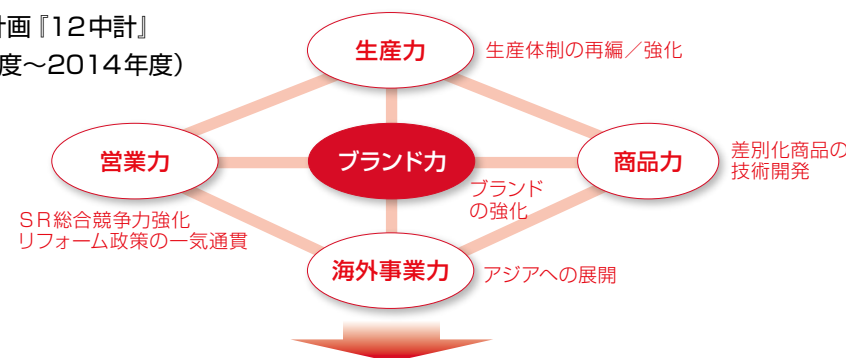 計画『12中計』
度～2014年度）
生産力
生産体制の再編／強化
営業力
ブランド力
商品力
差別化商品の
技術開発
ブランド
の強化
SR総合競争力強化
リフォーム政策の一気通貫
海外事業力
アジアへの展開